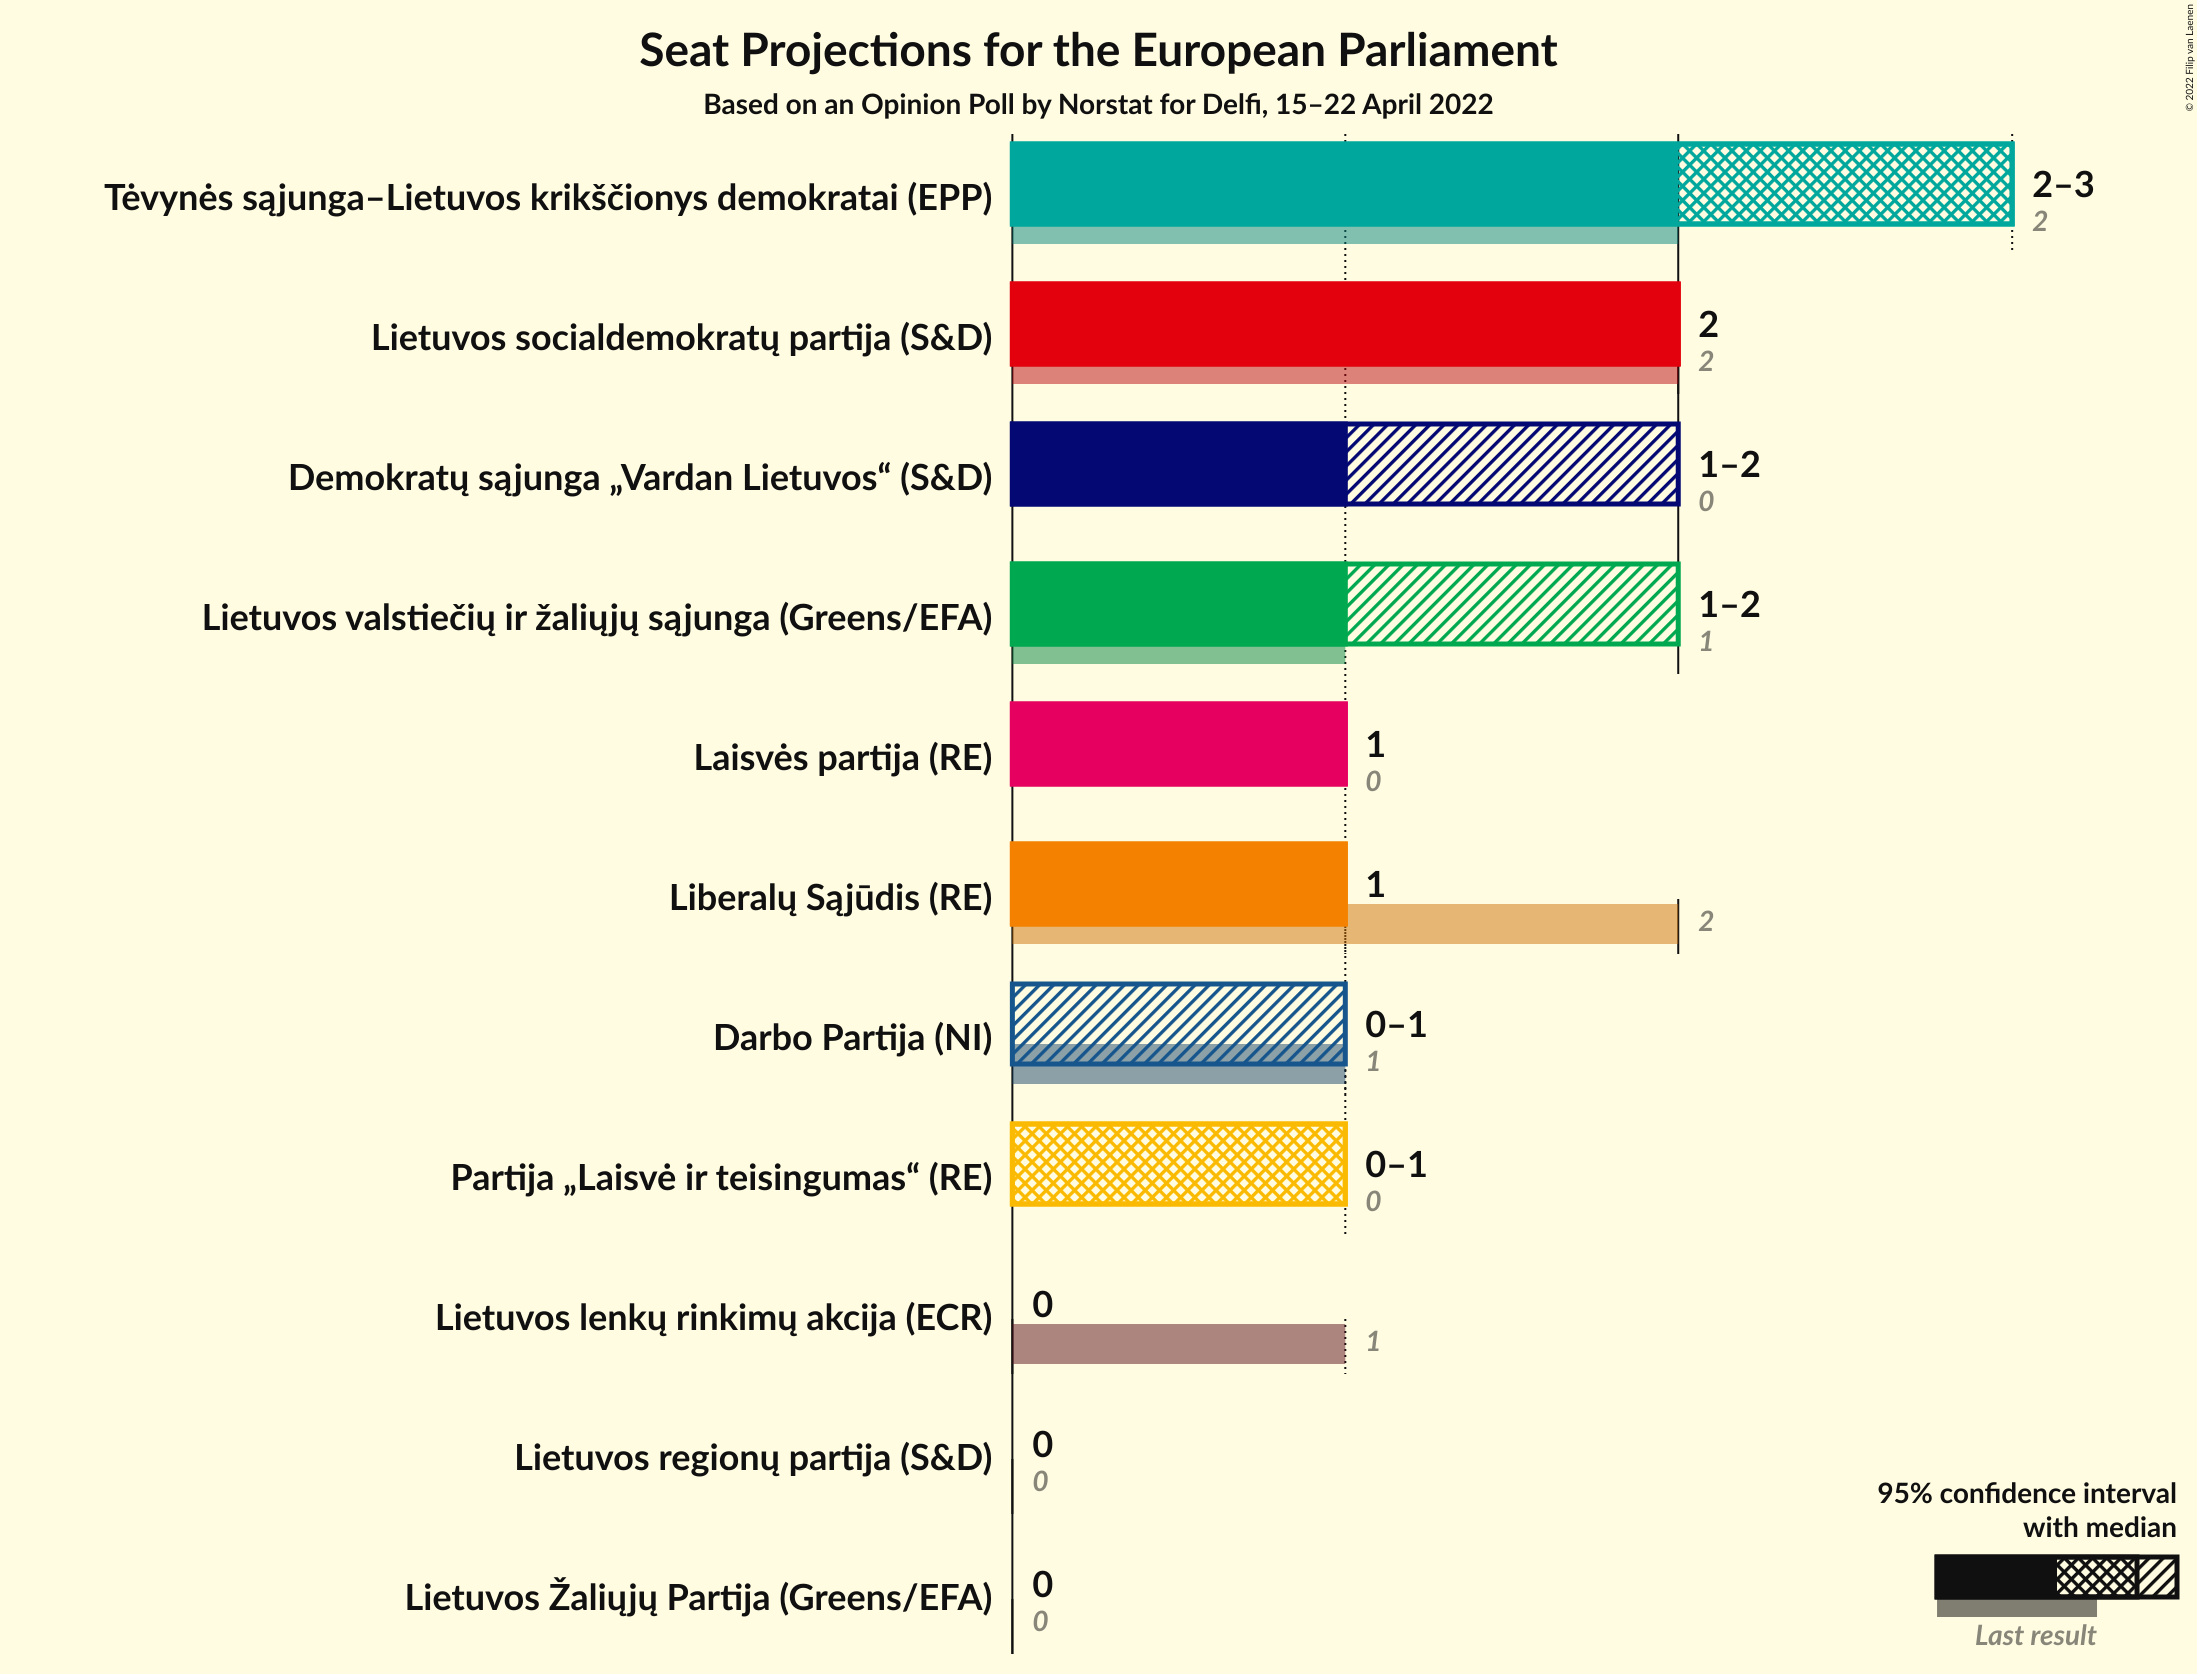 Seat Projections for the European Parliament
Based on an Opinion Poll by Norstat for Delfi, 15–22 April 2022
© 2022 Filip van Laenen
Tėvynės sąjunga–Lietuvos krikščionys demokratai (EPP)
2–3
2
Lietuvos socialdemokratų partija (S&D)
2
2
Demokratų sąjunga „Vardan Lietuvos“ (S&D)
1–2
0
Lietuvos valstiečių ir žaliųjų sąjunga (Greens/EFA)
1–2
1
Laisvės partija (RE)
1
0
Liberalų Sąjūdis (RE)
1
2
Darbo Partija (NI)
0–1
1
Partija „Laisvė ir teisingumas“ (RE)
0–1
0
Lietuvos lenkų rinkimų akcija (ECR)
0
1
Lietuvos regionų partija (S&D)
0
0
Lietuvos Žaliųjų Partija (Greens/EFA)
0
0
95% confidence interval
with median
Last result